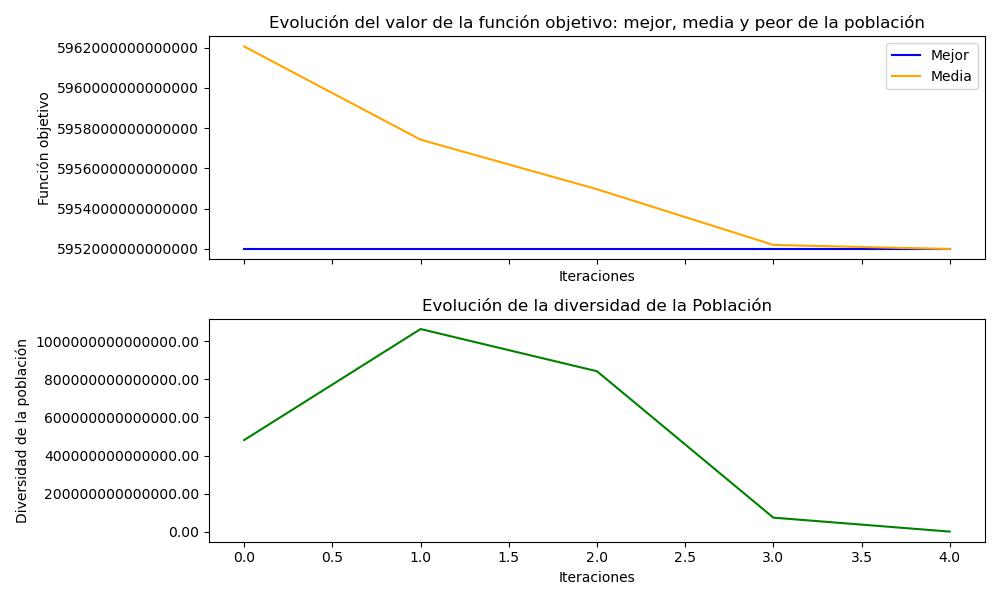 Evolución del valor de la función objetivo: mejor, media y peor de la población
Función objetivo
5962000000000000
5960000000000000
5958000000000000
5956000000000000
5954000000000000
5952000000000000
Mejor
Media
Iteraciones
Evolución de la diversidad de la Población
Diversidad de la población
1000000000000000.00
800000000000000.00
600000000000000.00
400000000000000.00
200000000000000.00
0.00
0.0 0.5 1.0 1.5 2.0 2.5 3.0 3.5 4.0
Iteraciones